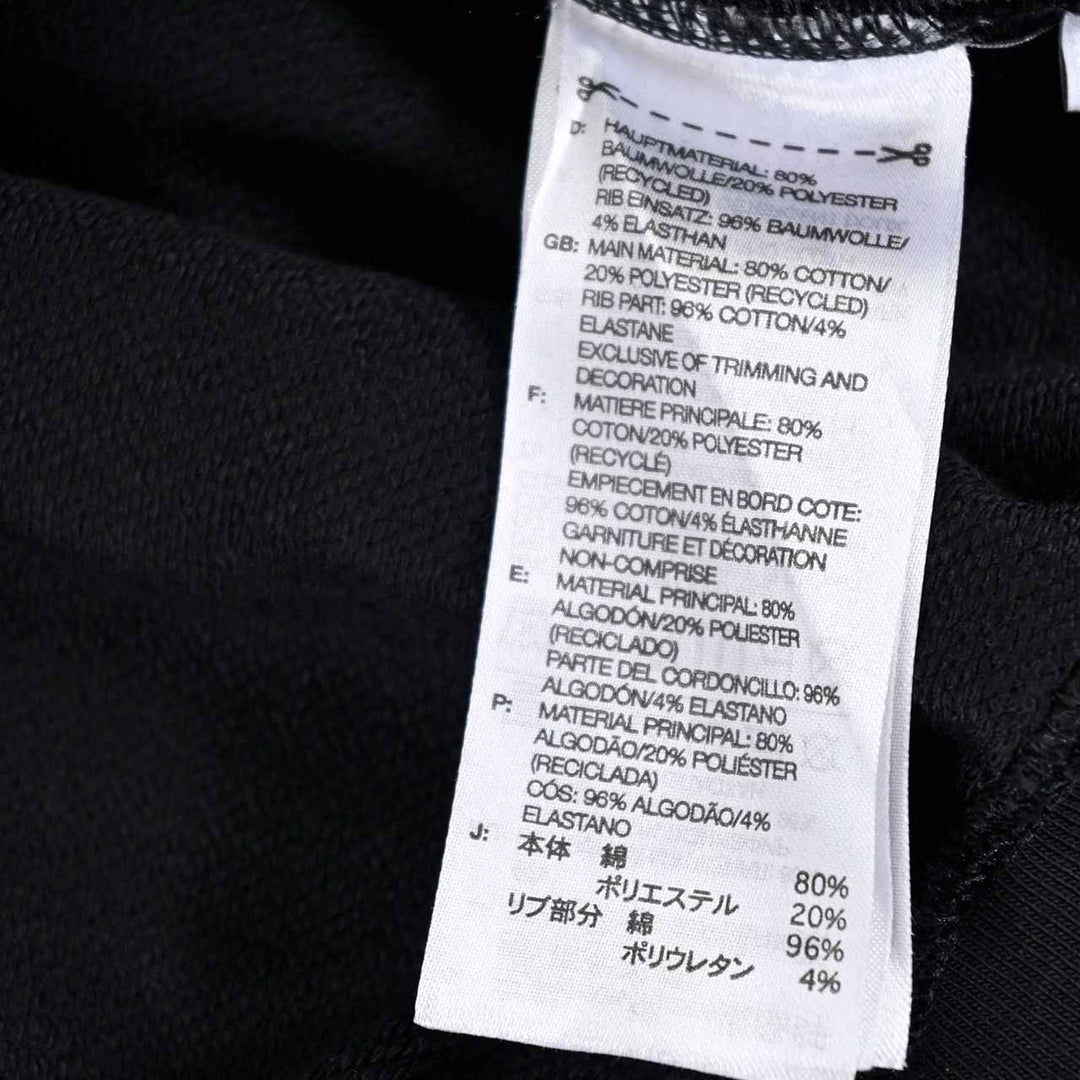 D: HAUPTMATERIAL: 80%
BAUMWOLLE/20% POLYESTER
(RECYCLED)
RIB EINSATZ: 96% BAUMWOLLE/
4% ELASTHAN
GB: MAIN MATERIAL: 80% COTTON/
20% POLYESTER (RECYCLED)
RIB PART: 96% COTTON/4%
ELASTANE
EXCLUSIVE OF TRIMMING AND
DECORATION
F: MATIERE PRINCIPALE: 80%
COTON/20% POLYESTER
(RECYCLÉ)
EMPIECEMENT EN BORD COTE:
96% COTON/4% ÉLASTHANNE
GARNITURE ET DÉCORATION
NON-COMPRISE
E: MATERIAL PRINCIPAL: 80%
ALGODÓN/20% POLIESTER
(RECICLADO)
PARTE DEL CORDONCILLO: 96%
ALGODÓN/4% ELASTANO
P: MATERIAL PRINCIPAL: 80%
ALGODÃO/20% POLIÉSTER
(RECICLADA)
CÓS: 96% ALGODÃO/4%
ELASTANO
J: 本体 綿 80%
ポリエステル 20%
リブ部分 綿 96%
ポリウレタン 4%